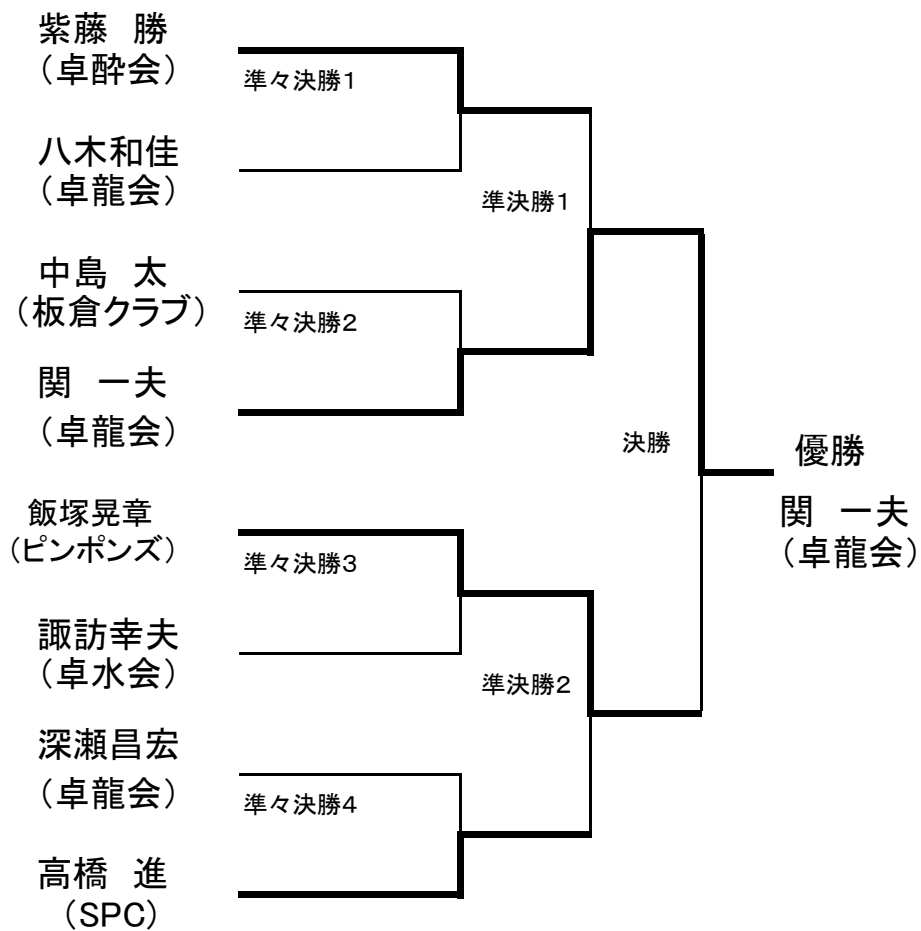 紫藤　勝
（卓酔会）
準々決勝1
八木和佳
（卓龍会）
準決勝1
中島　太
（板倉クラブ）
準々決勝2
関　一夫
（卓龍会）
決勝
優勝
関　一夫
（卓龍会）
飯塚晃章
（ピンポンズ）
準々決勝3
諏訪幸夫
（卓水会）
準決勝2
深瀬昌宏
（卓龍会）
準々決勝4
高橋　進
（SPC）